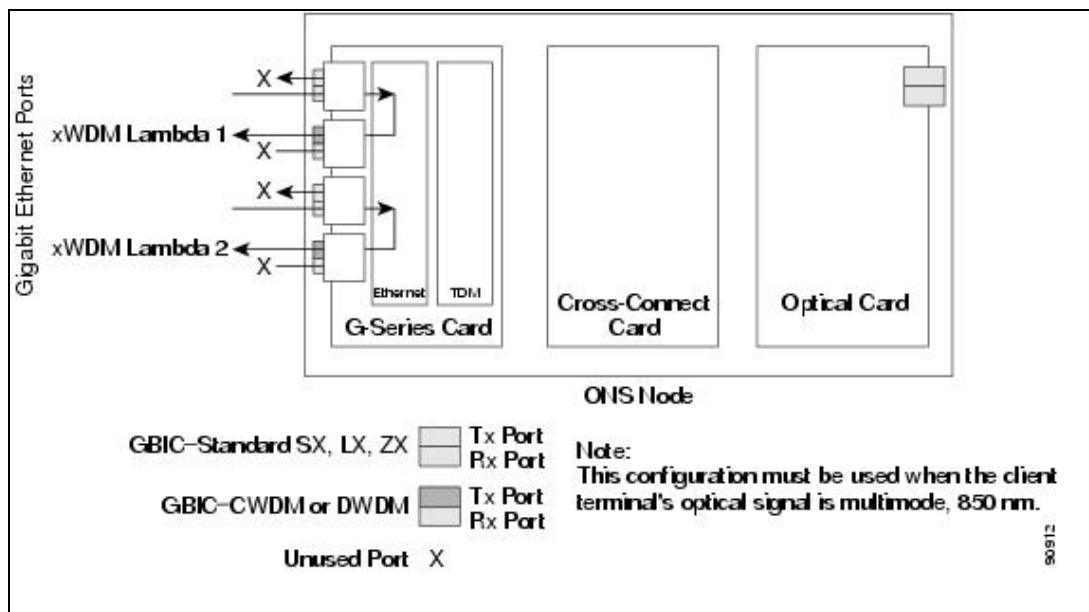 Gigabit Ethernet Ports
X
xWDM Lambda 1
X
X
xWDM Lambda 2
X
Ethernet
TDM
G-Series Card
Cross-Connect
Card
Optical Card
ONS Node
GBIC-Standard SX, LX, ZX
Tx Port
Rx Port
GBIC-CWDM or DWDM
Tx Port
Rx Port
Unused Port X
Note:
This configuration must be used when the client
terminal's optical signal is multimode, 850 nm.
90912